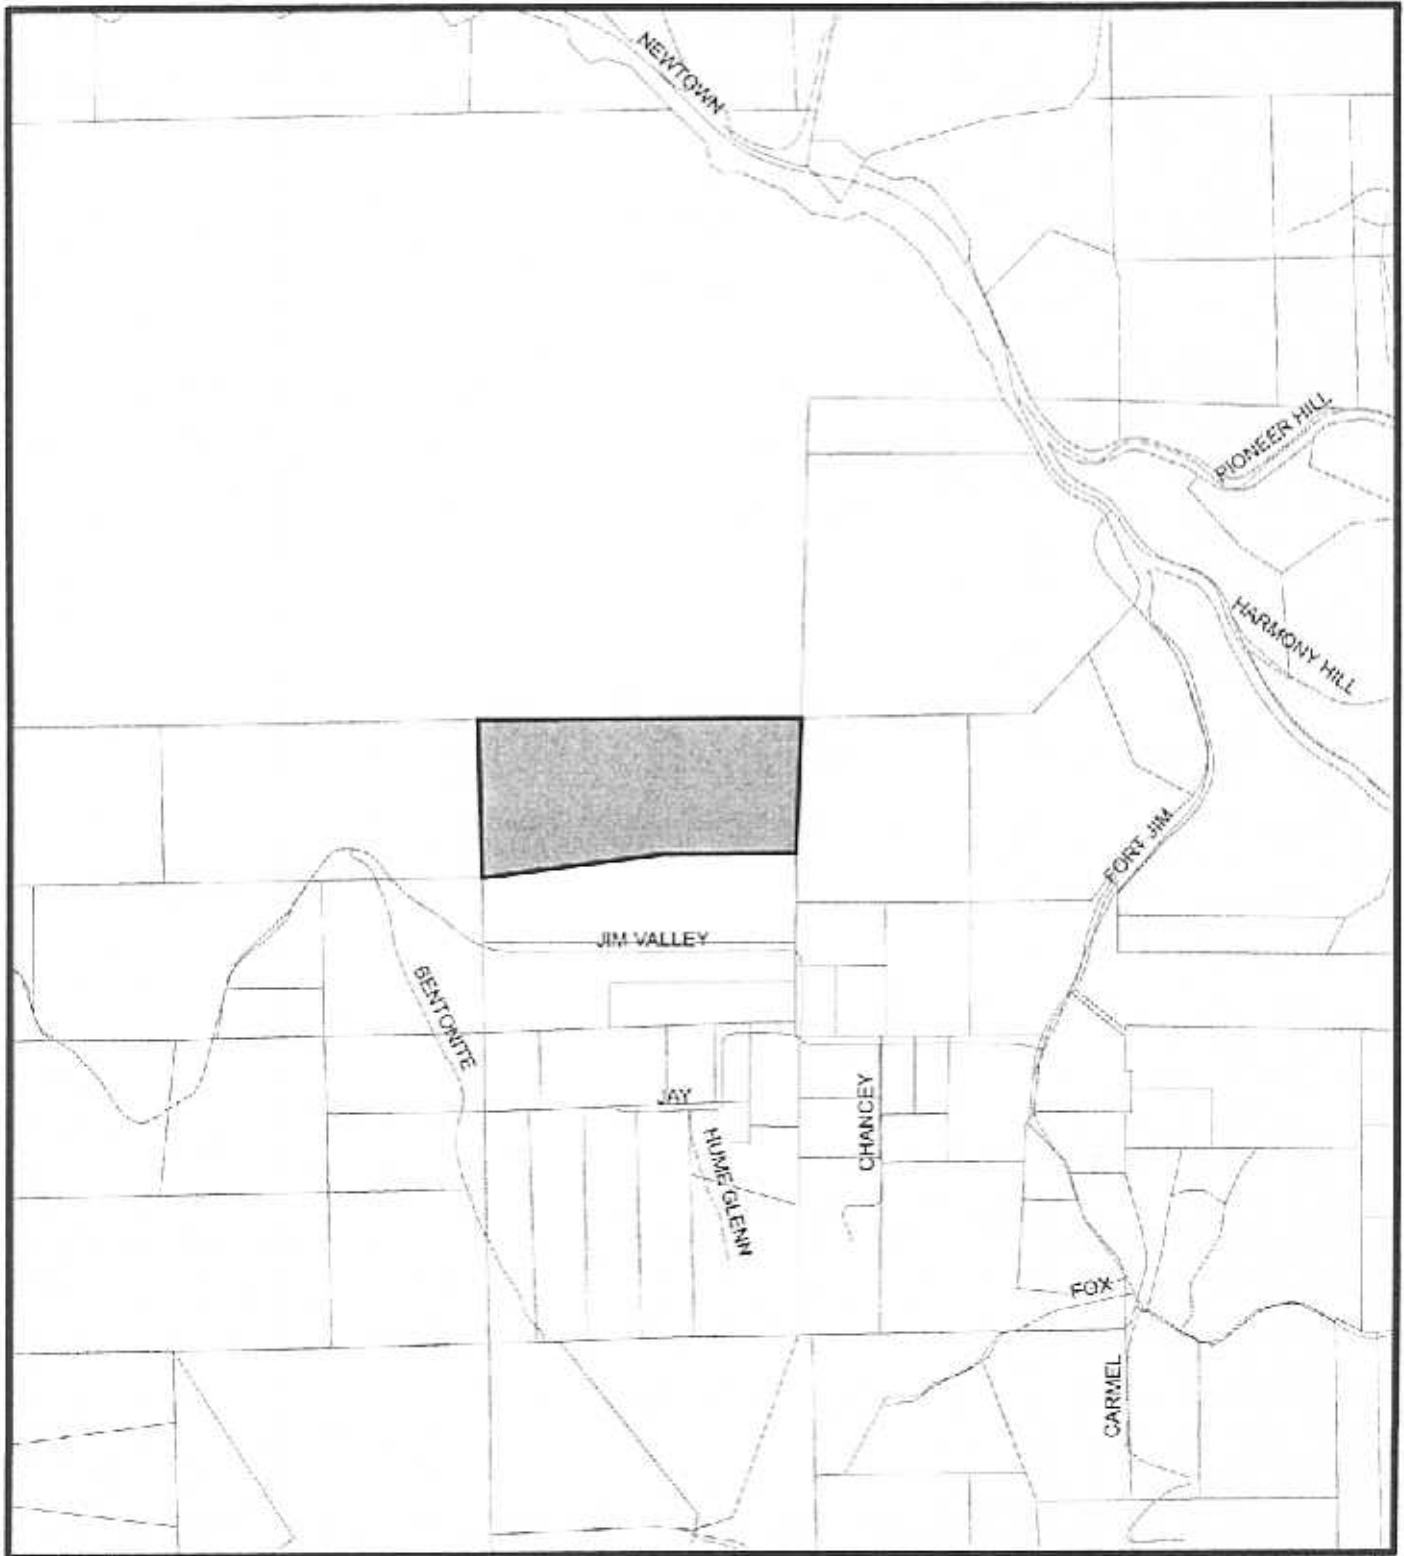 NEWTOWN
PIONEER HILL
HARMONY HILL
FORT JIM
JIM VALLEY
BENTONITE
JAY
CHANCEY
HUME GLENN
FOX
CARMEL